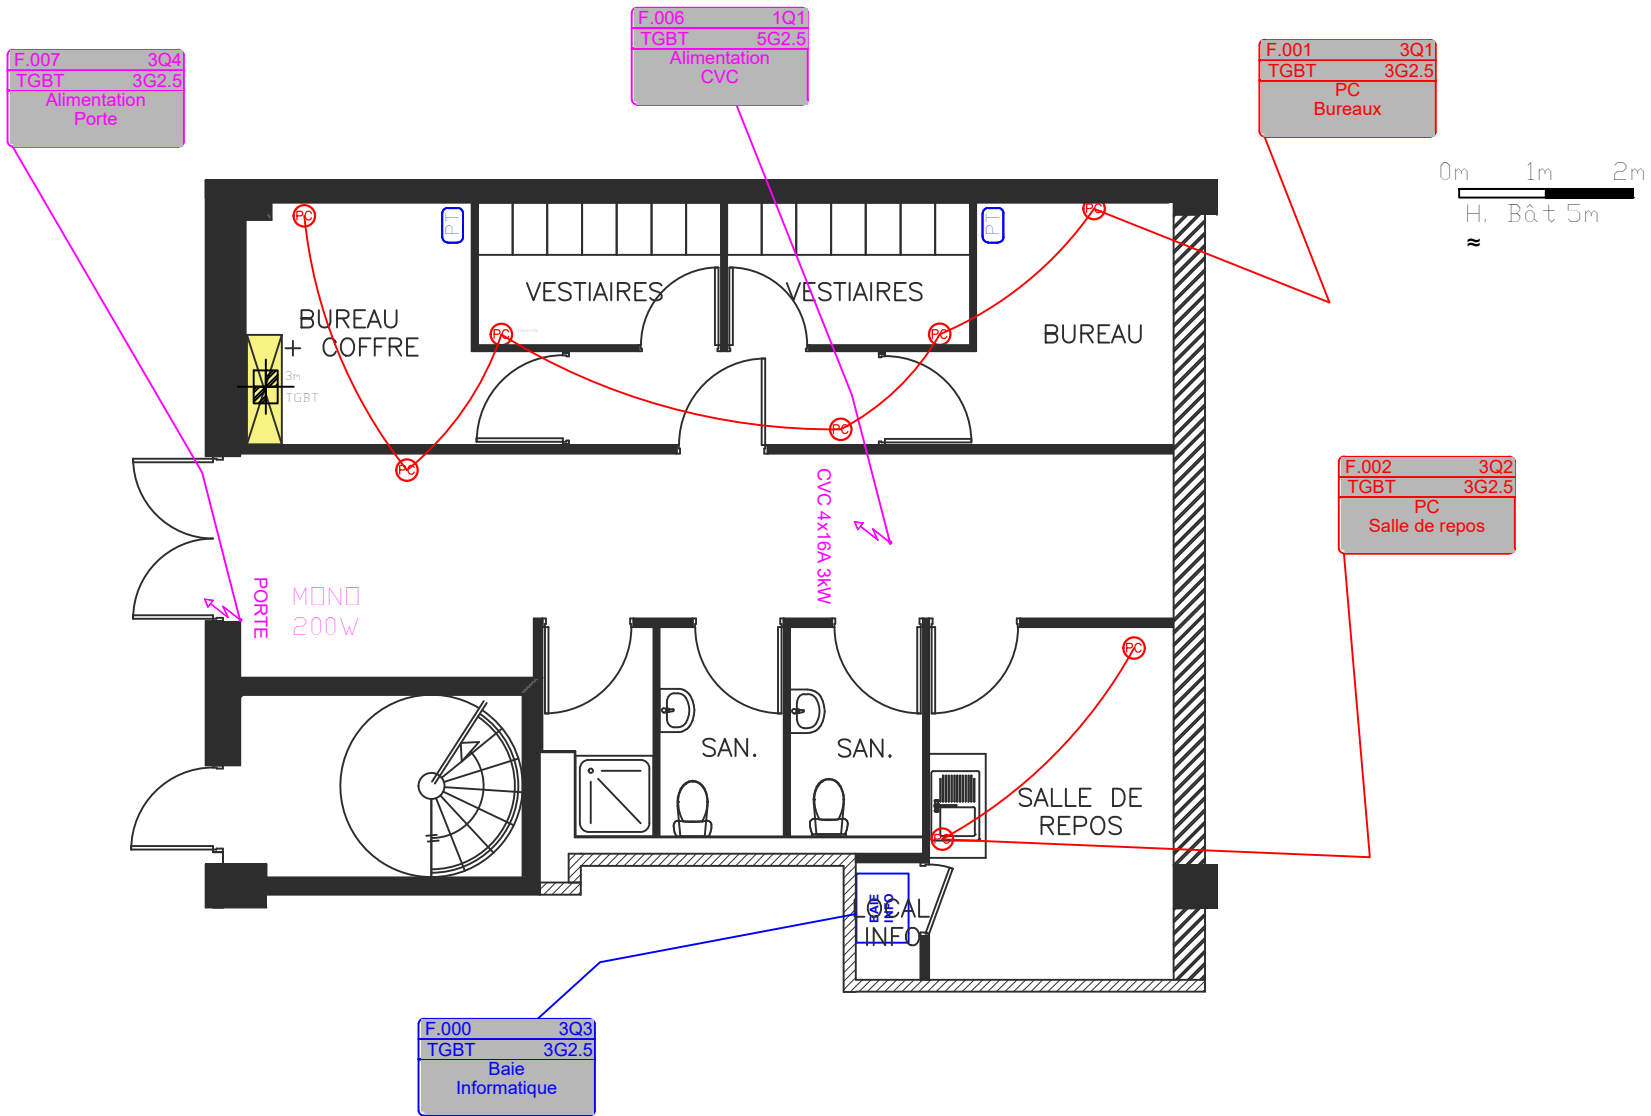 F.006 1Q1
TGBT 5G2.5
Alimentation
CVC
F.007 3Q4
TGBT 3G2.5
Alimentation
Porte
F.001 3Q1
TGBT 3G2.5
PC
Bureaux
0m 1m 2m
H. Bât 5m
≈
PC
PT
PT
PC
VESTIAIRES
VESTIAIRES
BUREAU
+ COFFRE
PC
PC
BUREAU
3m
TGBT
PC
PC
F.002 3Q2
TGBT 3G2.5
PC
Salle de repos
CVC 4x16A 3kW
PORTE
MONO
200W
PC
SAN.
SAN.
SALLE DE
REPOS
PC
BAIE
INFO
LOCAL
INFO
F.000 3Q3
TGBT 3G2.5
Baie
Informatique